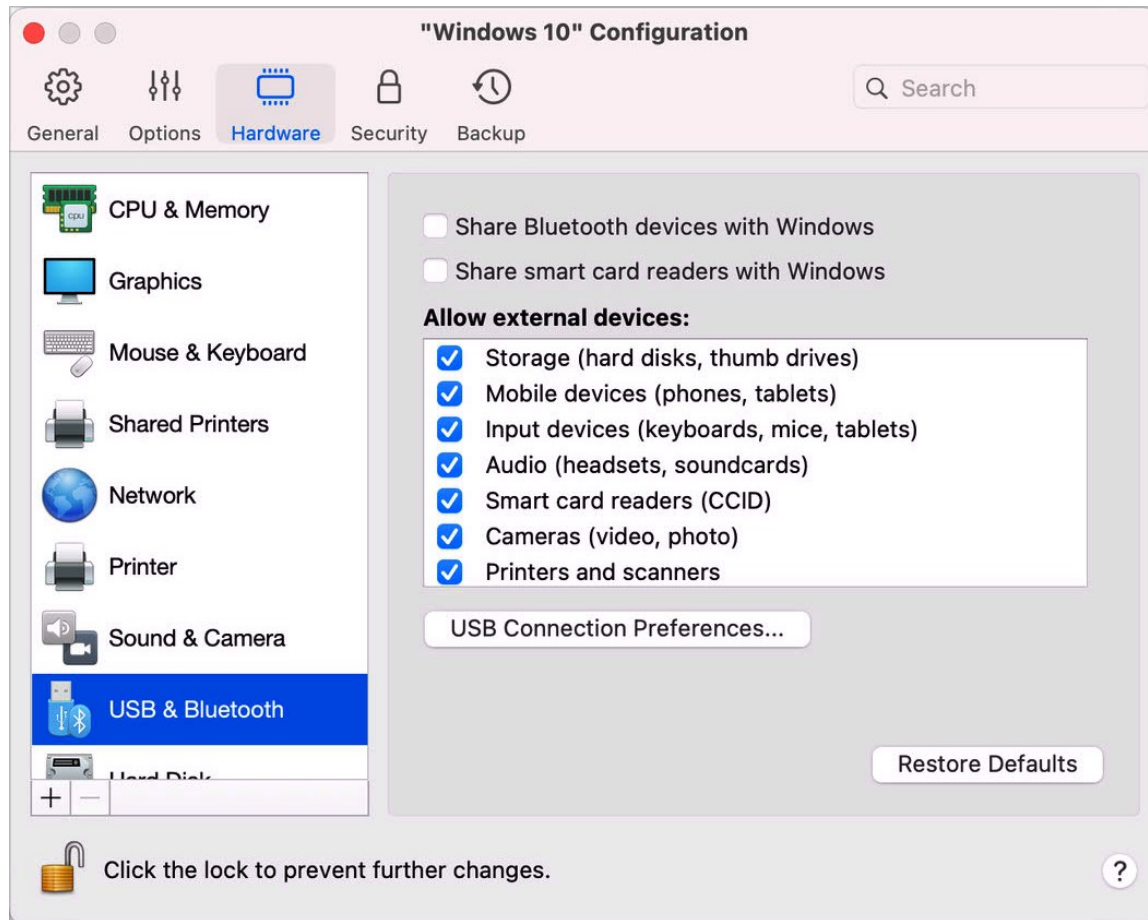 "Windows 10" Configuration
General Options Hardware Security Backup
Search
CPU & Memory
Graphics
Mouse & Keyboard
Shared Printers
Network
Printer
Sound & Camera
USB & Bluetooth
Hard Disk
Share Bluetooth devices with Windows
Share smart card readers with Windows
Allow external devices:
Storage (hard disks, thumb drives)
Mobile devices (phones, tablets)
Input devices (keyboards, mice, tablets)
Audio (headsets, soundcards)
Smart card readers (CCID)
Cameras (video, photo)
Printers and scanners
USB Connection Preferences...
Restore Defaults
Click the lock to prevent further changes.
?